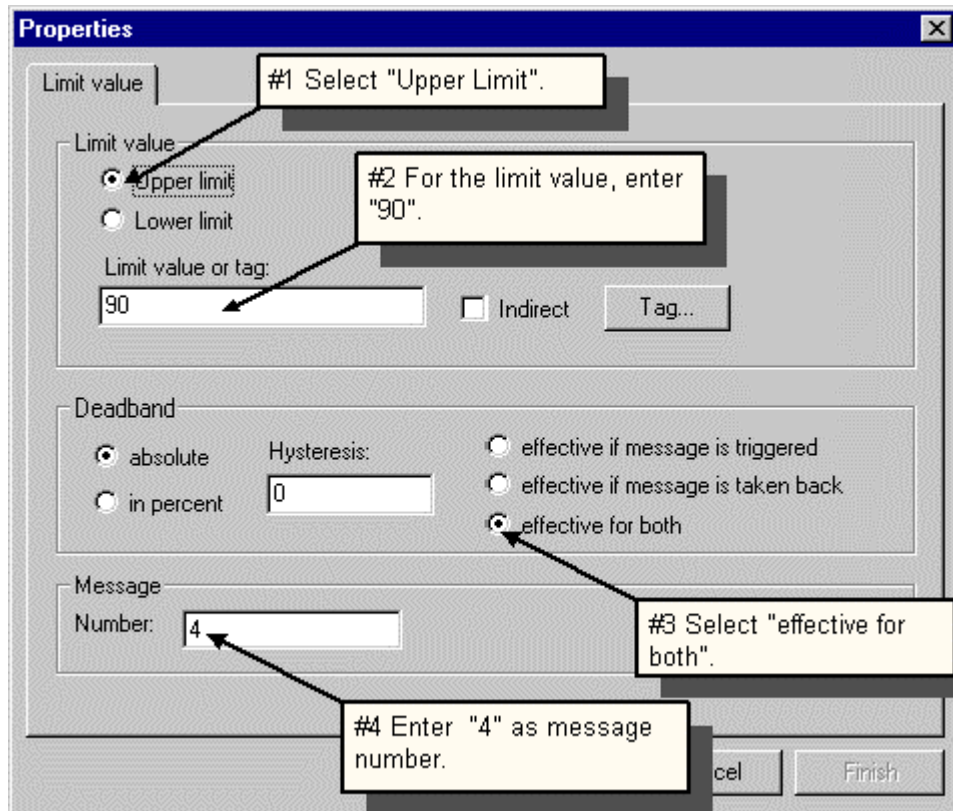 Properties
Limit value
#1 Select "Upper Limit".
Limit value
Upper limit
Lower limit
#2 For the limit value, enter
"90".
Limit value or tag:
90
Indirect
Tag...
Deadband
absolute
in percent
Hysteresis:
0
effective if message is triggered
effective if message is taken back
effective for both
Message
Number:
4
#3 Select "effective for
both".
#4 Enter "4" as message
number.
cel
Finish